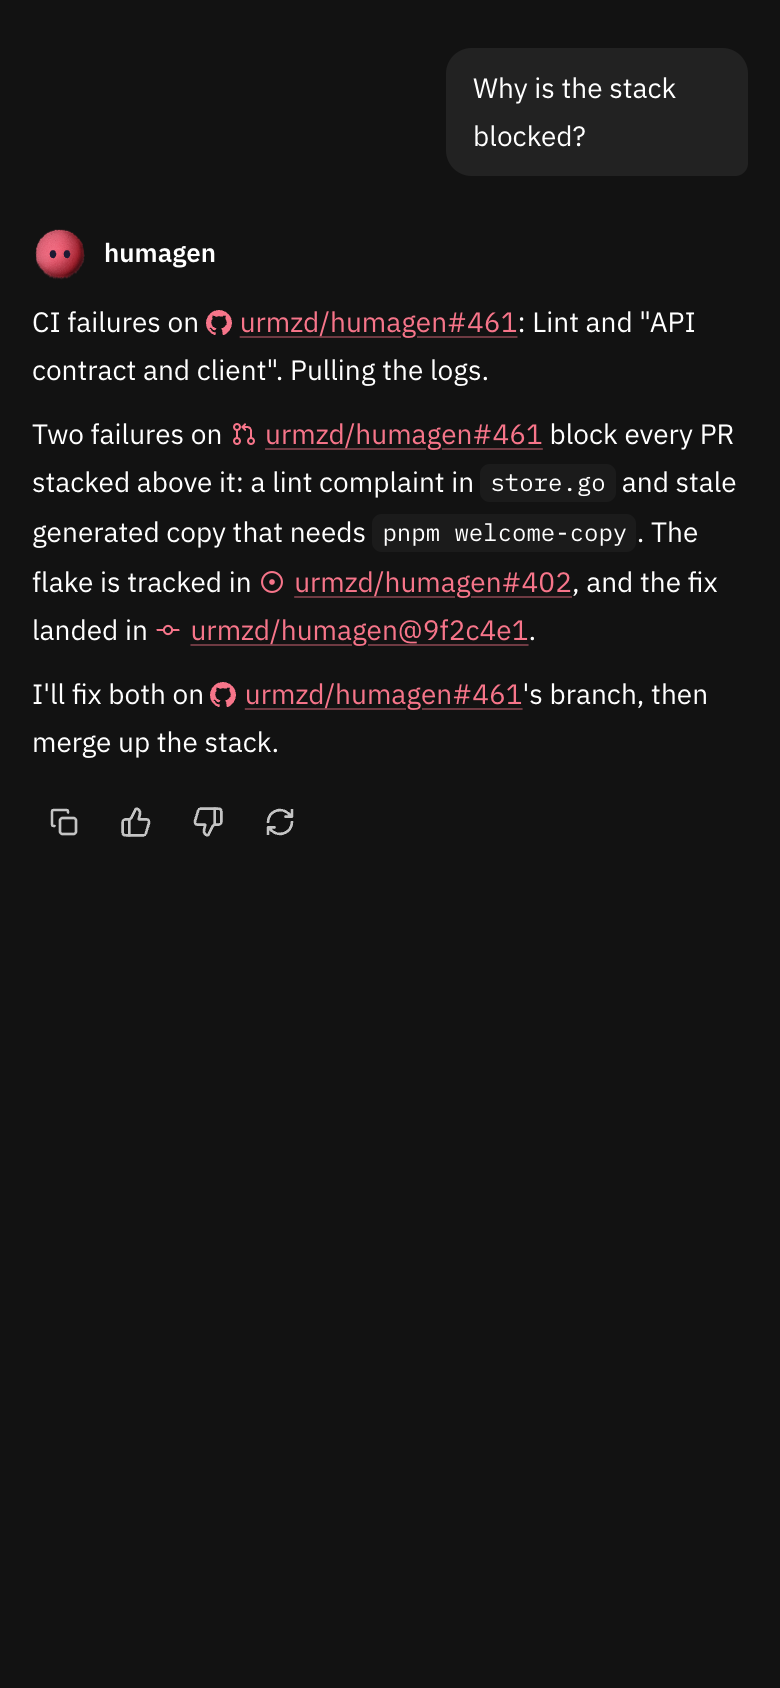 Why is the stack
blocked?
humagen
CI failures on urmzd/humagen#461: Lint and "API
contract and client". Pulling the logs.
Two failures on urmzd/humagen#461 block every PR
stacked above it: a lint complaint in store.go and stale
generated copy that needs pnpm welcome-copy. The
flake is tracked in urmzd/humagen#402, and the fix
landed in urmzd/humagen@9f2c4e1.
I'll fix both on urmzd/humagen#461's branch, then
merge up the stack.